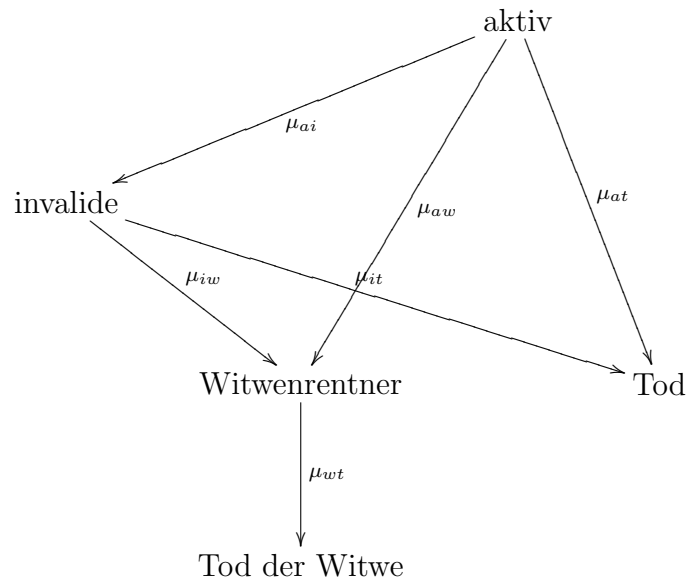 aktiv
μ_ai
invalide
μ_at
μ_aw
μ_iw
μ_it
Witwenrentner
Tod
μ_wt
Tod der Witwe